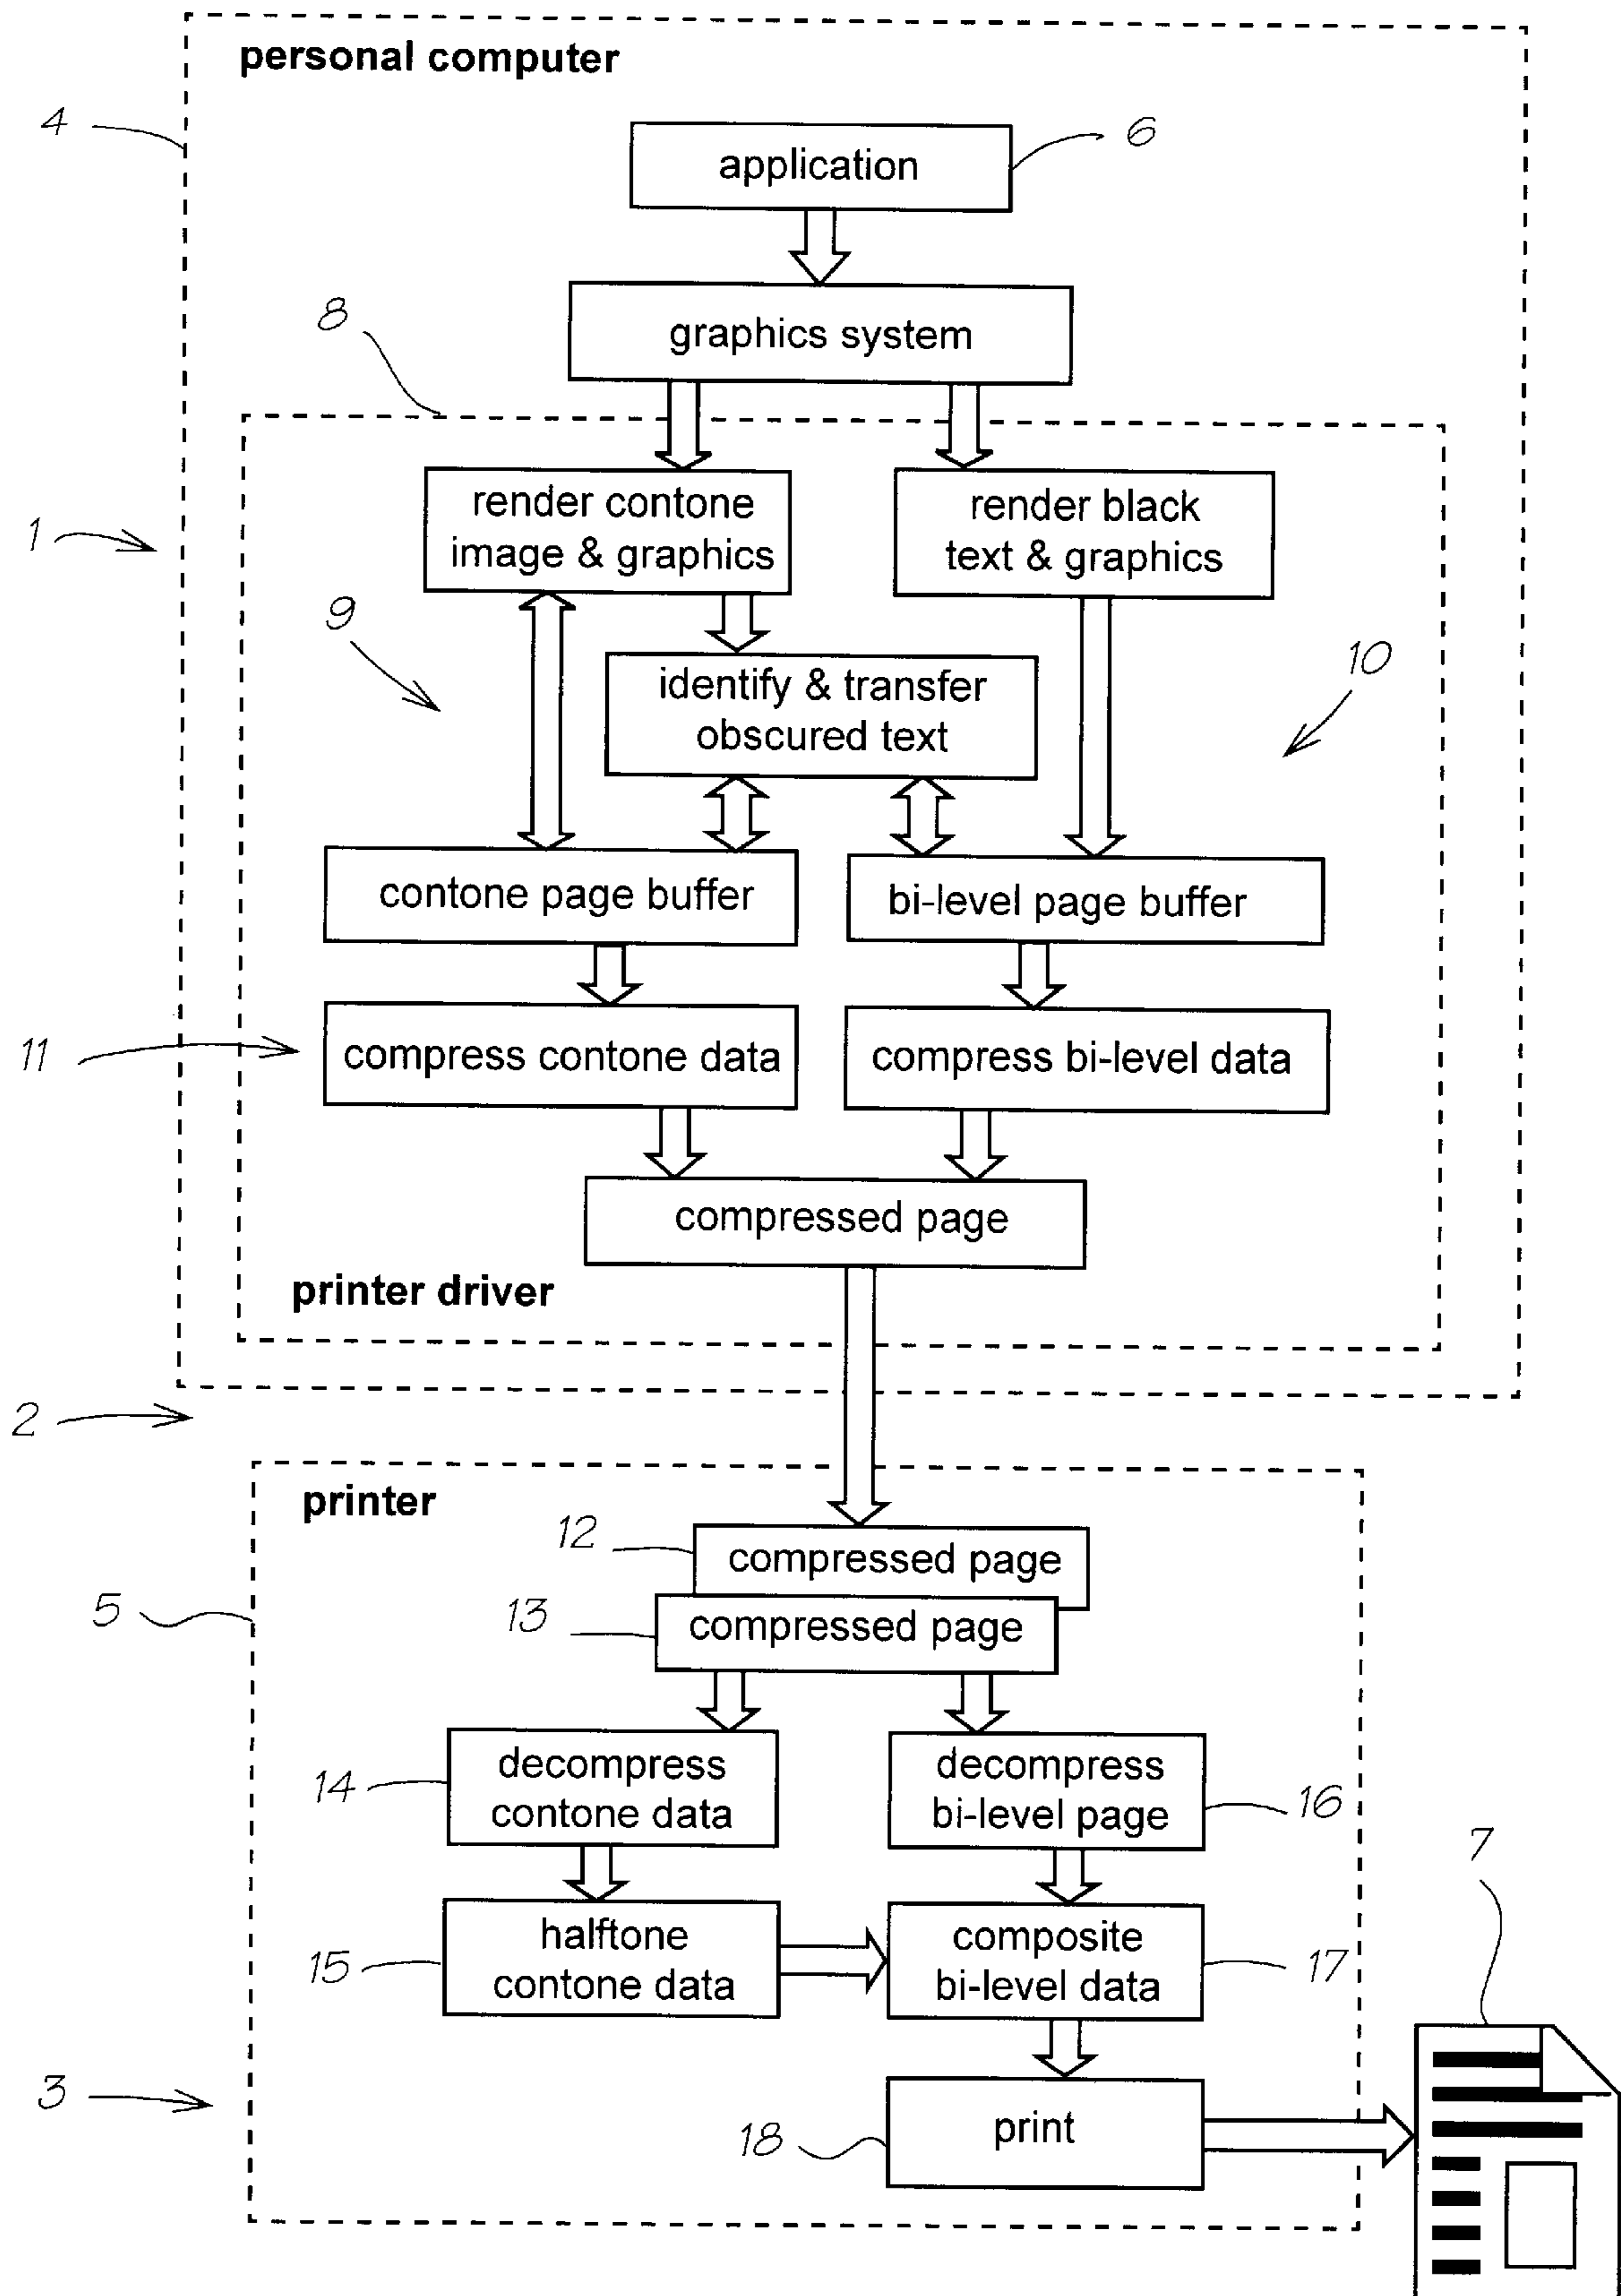 personal computer
4
6
application
8
graphics system
1
render contone
image & graphics
render black
text & graphics
9
identify & transfer
obscured text
10
contone page buffer
bi-level page buffer
11
compress contone data
compress bi-level data
compressed page
printer driver
2
printer
12
compressed page
5
13
compressed page
14
decompress
contone data
decompress
bi-level page
16
7
15
halftone
contone data
composite
bi-level data
17
3
18
print